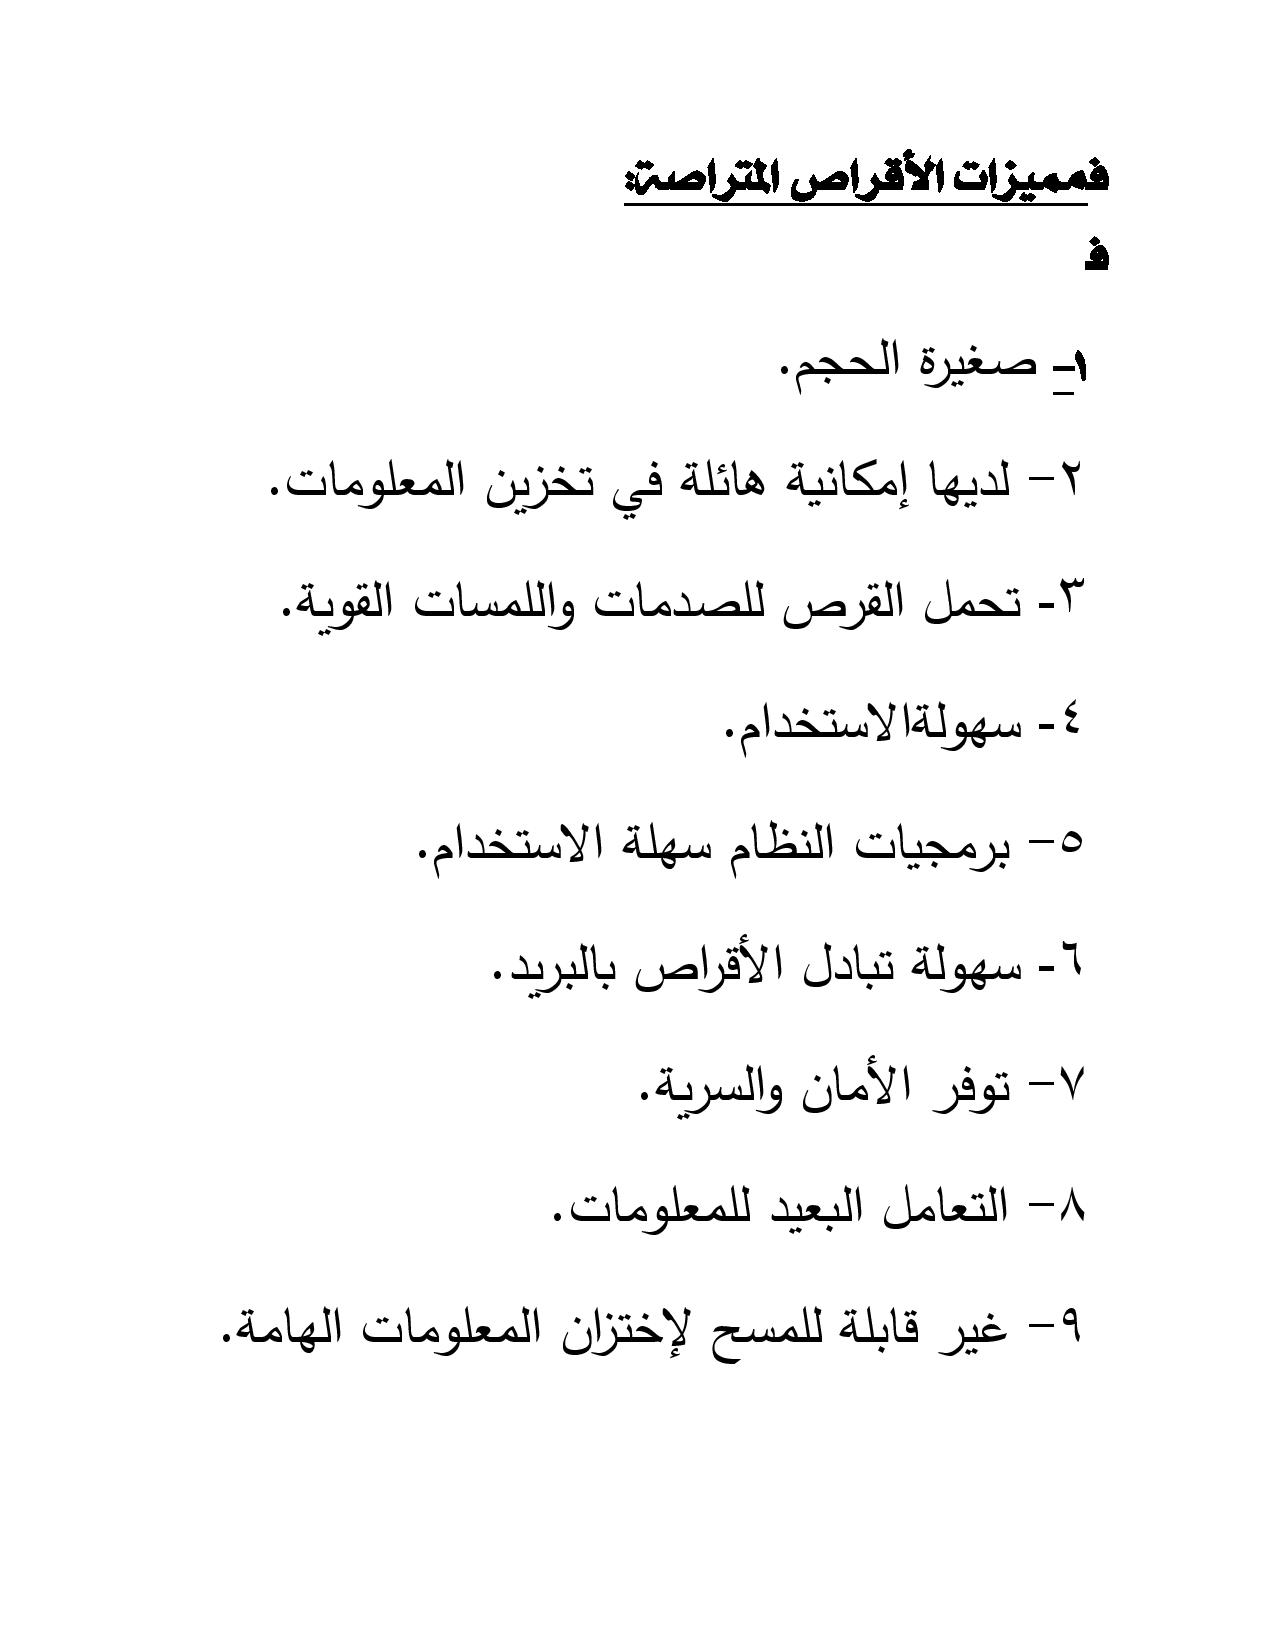 فمميزات الأقراص المتراصة:
ف
١- صغيرة الحجم.
٢- لديها إمكانية هائلة في تخزين المعلومات.
٣- تحمل القرص للصدمات واللمسات القوية.
٤- سهولةالاستخدام.
٥- برمجيات النظام سهلة الاستخدام.
٦- سهولة تبادل الأقراص بالبريد.
٧- توفر الأمان والسرية.
٨- التعامل البعيد للمعلومات.
٩- غير قابلة للمسح لإختزان المعلومات الهامة.